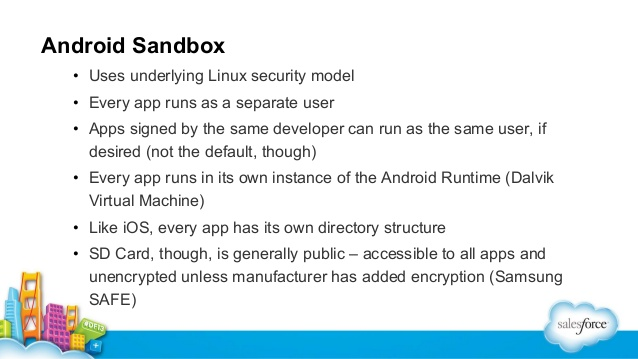 Android Sandbox
• Uses underlying Linux security model
• Every app runs as a separate user
• Apps signed by the same developer can run as the same user, if
desired (not the default, though)
• Every app runs in its own instance of the Android Runtime (Dalvik
Virtual Machine)
• Like iOS, every app has its own directory structure
• SD Card, though, is generally public – accessible to all apps and
unencrypted unless manufacturer has added encryption (Samsung
SAFE)
#DF13
salesforce